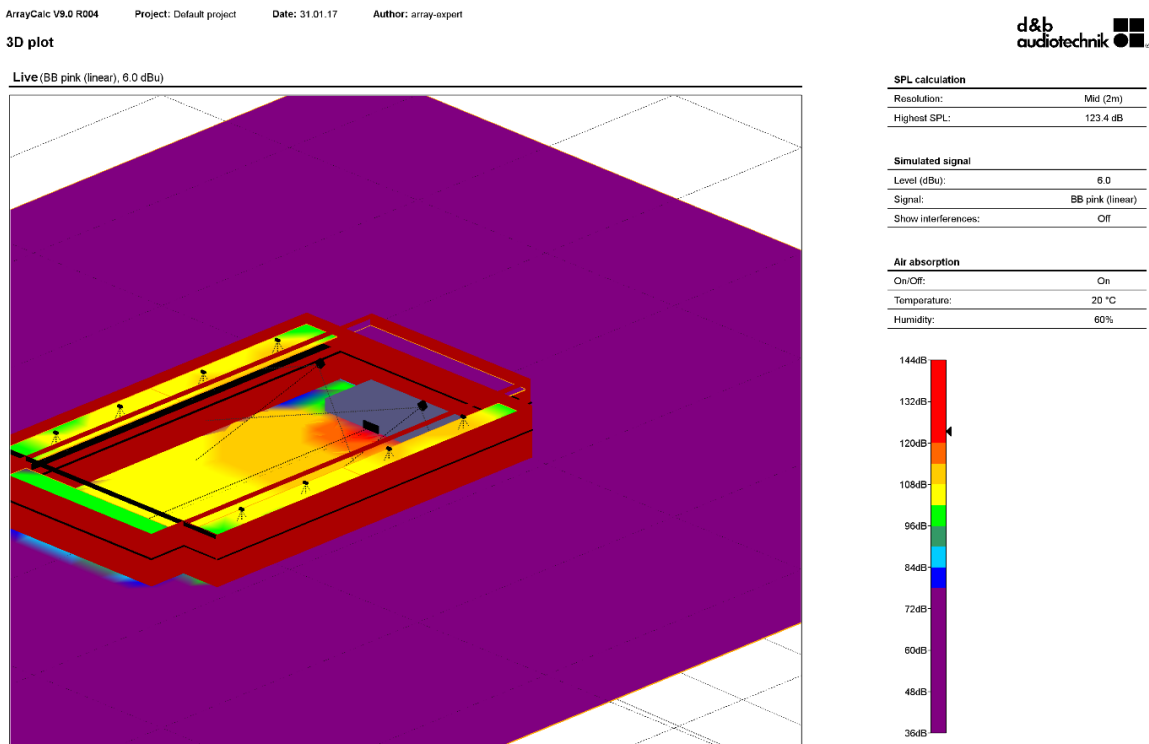 ArrayCalc V9.0 R004 Project: Default project Date: 31.01.17 Author: array-expert
d&b
audiotechnik
3D plot
Live (BB pink (linear), 6.0 dBu)
SPL calculation
Resolution: Mid (2m)
Highest SPL: 123.4 dB
Simulated signal
Level (dBu): 6.0
Signal: BB pink (linear)
Show interferences: Off
Air absorption
On/Off: On
Temperature: 20 °C
Humidity: 60%
144dB
132dB
120dB
108dB
96dB
84dB
72dB
60dB
48dB
36dB